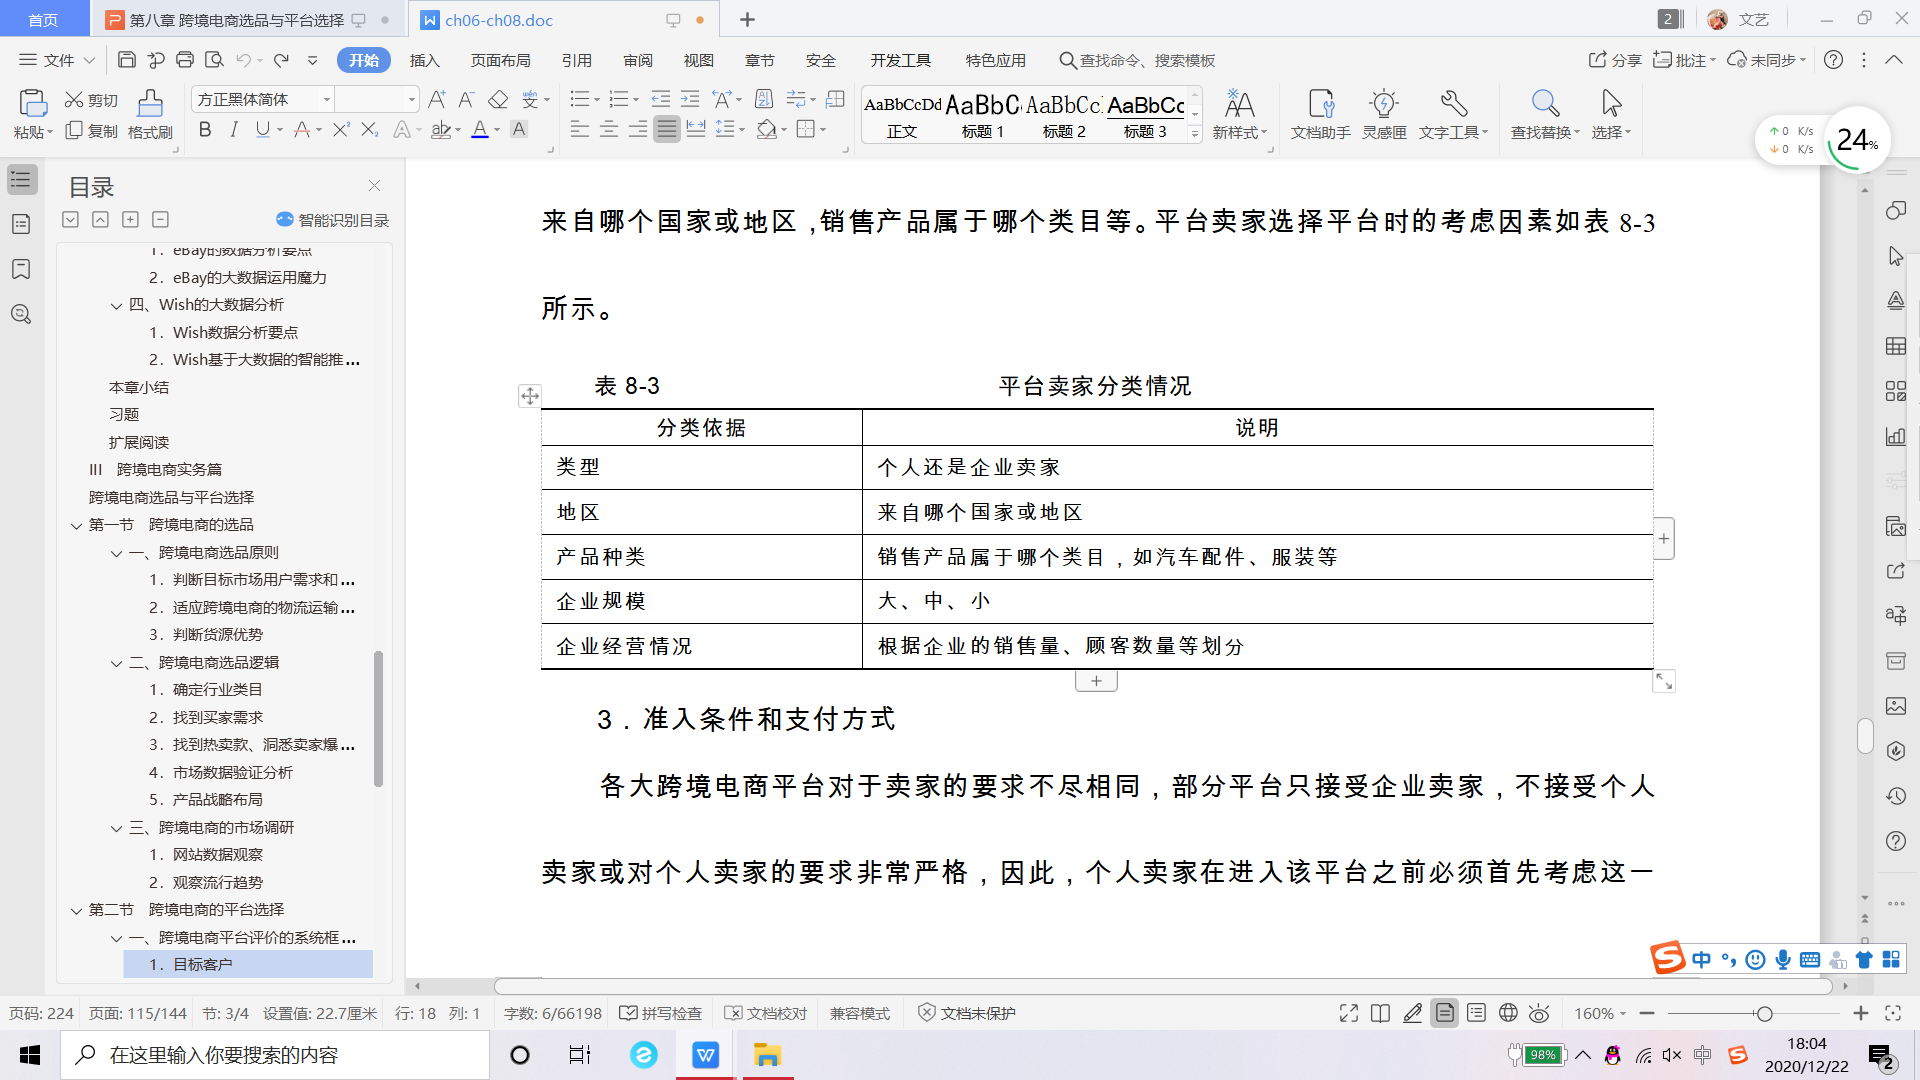 首页
第八章 跨境电商选品与平台选择
ch06-ch08.doc
2
文艺
文件
开始
插入
页面布局
引用
审阅
视图
章节
安全
开发工具
特色应用
查找命令、搜索模板
分享
批注
未同步
粘贴
剪切
复制
格式刷
方正黑体简体
AaBbCcDd
正文
AaBbC
标题 1
AaBbCc
标题 2
AaBbCc
标题 3
新样式
文档助手
灵感匣
文字工具
查找替换
选择
0 K/s
0 K/s
24%
目录
智能识别目录
1. eBay的数据分析要点
2. eBay的大数据运用魔力
四、Wish的大数据分析
1. Wish数据分析要点
2. Wish基于大数据的智能推...
本章小结
习题
扩展阅读
III 跨境电商实务篇
跨境电商选品与平台选择
第一节 跨境电商的选品
一、跨境电商选品原则
1. 判断目标市场用户需求和...
2. 适应跨境电商的物流运输...
3. 判断货源优势
二、跨境电商选品逻辑
1. 确定行业类目
2. 找到买家需求
3. 找到热卖款、洞悉卖家爆...
4. 市场数据验证分析
5. 产品战略布局
三、跨境电商的市场调研
1. 网站数据观察
2. 观察流行趋势
第二节 跨境电商的平台选择
一、跨境电商平台评价的系统框...
1. 目标客户
来自哪个国家或地区,销售产品属于哪个类目等。平台卖家选择平台时的考虑因素如表 8-3
所示。
表 8-3 平台卖家分类情况
分类依据 说明
类型 个人还是企业卖家
地区 来自哪个国家或地区
产品种类 销售产品属于哪个类目,如汽车配件、服装等
企业规模 大、中、小
企业经营情况 根据企业的销售量、顾客数量等划分
3.准入条件和支付方式
各大跨境电商平台对于卖家的要求不尽相同,部分平台只接受企业卖家,不接受个人
卖家或对个人卖家的要求非常严格,因此,个人卖家在进入该平台之前必须首先考虑这一
中
页码: 224 页面: 115/144 节: 3/4 设置值: 22.7厘米 行: 18 列: 1 字数: 6/66198 拼写检查 文档校对 兼容模式 文档未保护
160%
在这里输入你要搜索的内容
98%
中
18:04
2020/12/22
2